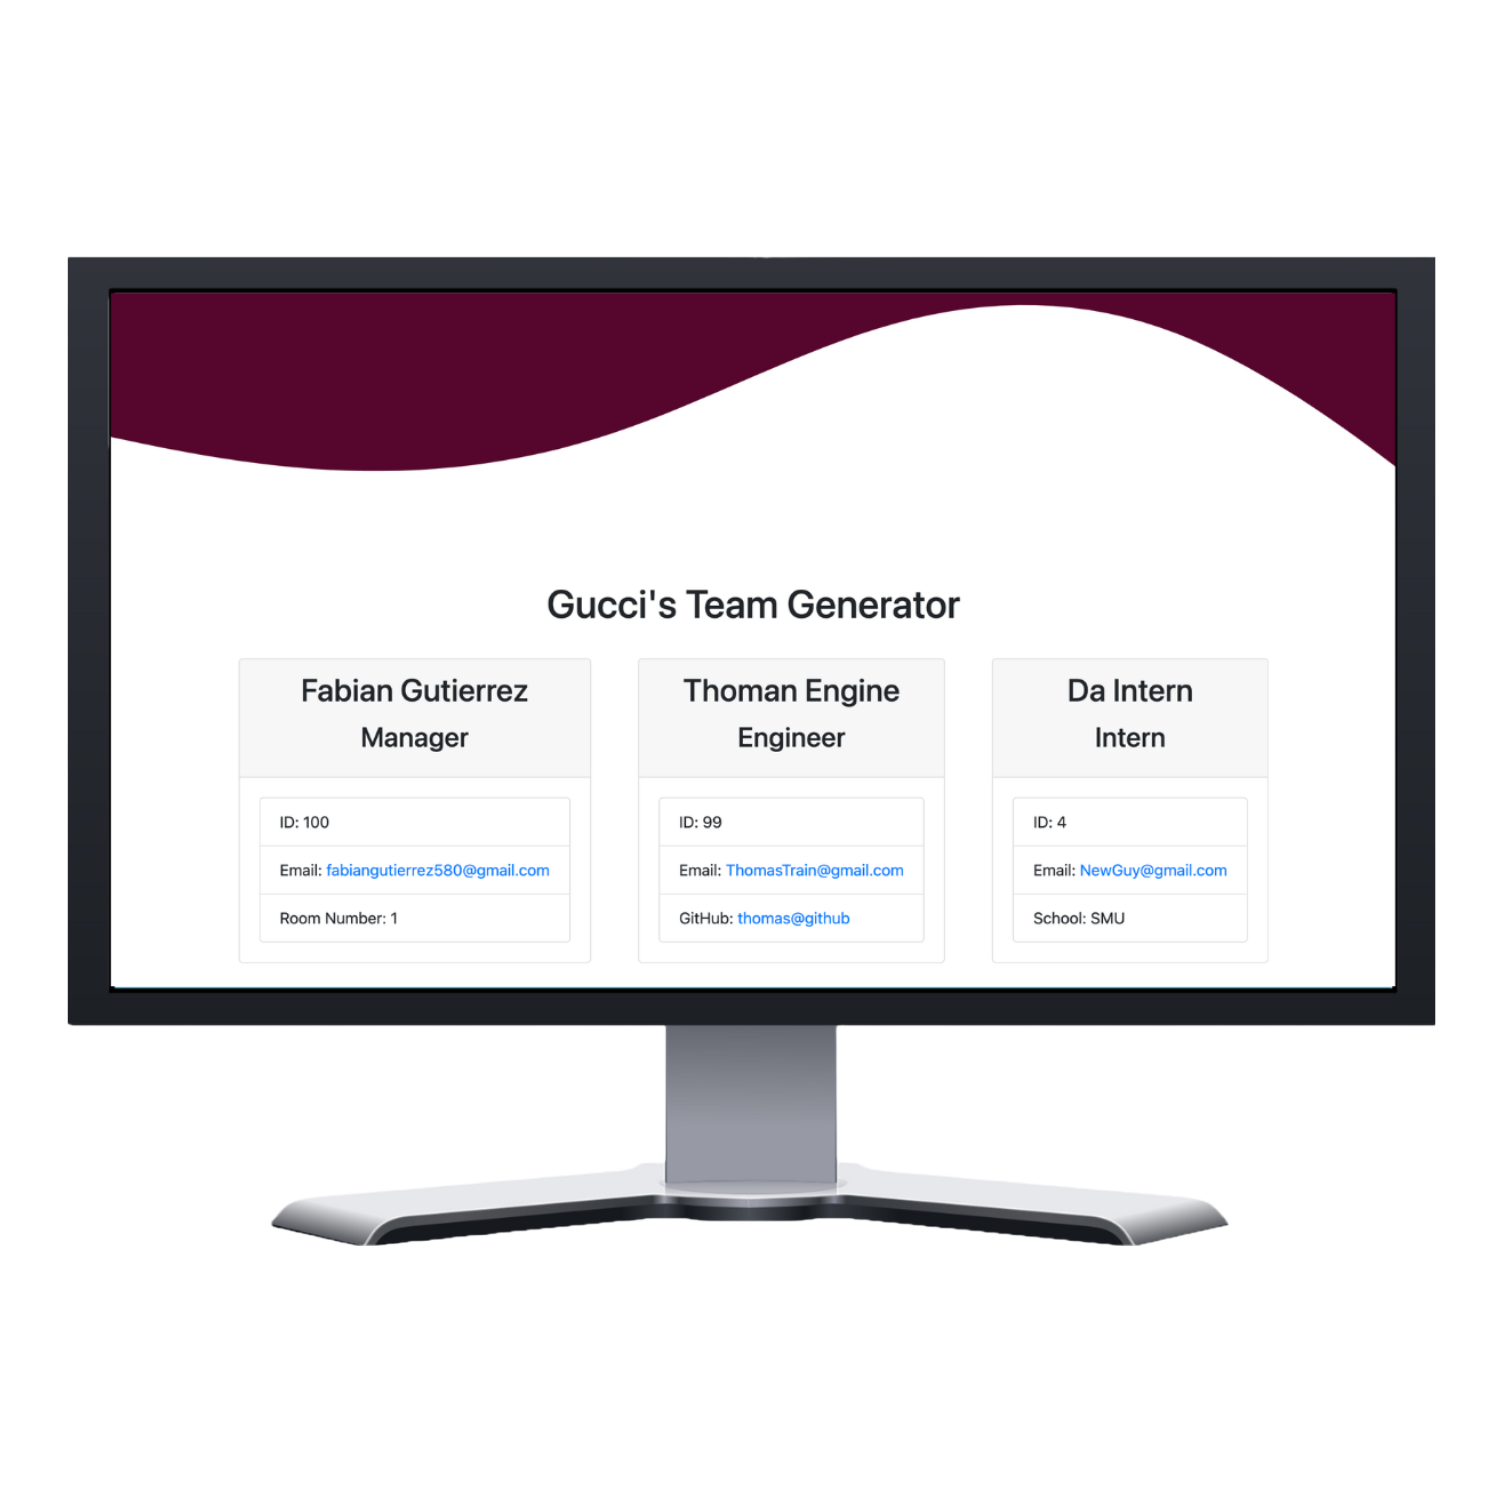 Gucci's Team Generator
Fabian Gutierrez
Manager
ID: 100
Email: fabiangutierrez580@gmail.com
Room Number: 1
Thoman Engine
Engineer
ID: 99
Email: ThomasTrain@gmail.com
GitHub: thomas@github
Da Intern
Intern
ID: 4
Email: NewGuy@gmail.com
School: SMU